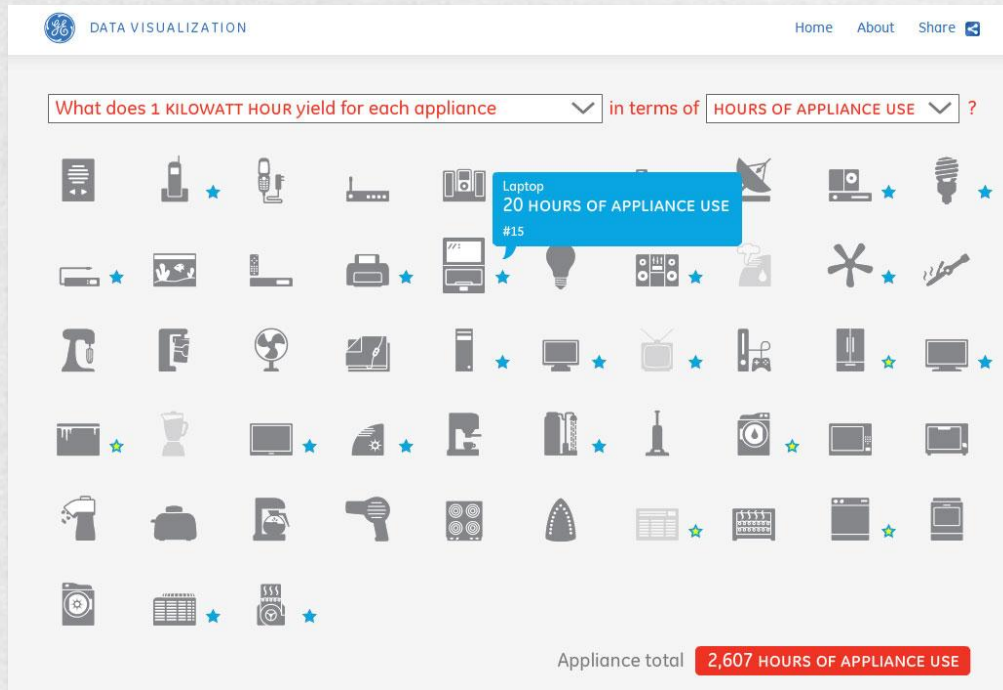 DATA VISUALIZATION
Home About Share
What does 1 KILOWATT HOUR yield for each appliance in terms of HOURS OF APPLIANCE USE ?
Laptop
20 HOURS OF APPLIANCE USE
#15
Appliance total 2,607 HOURS OF APPLIANCE USE